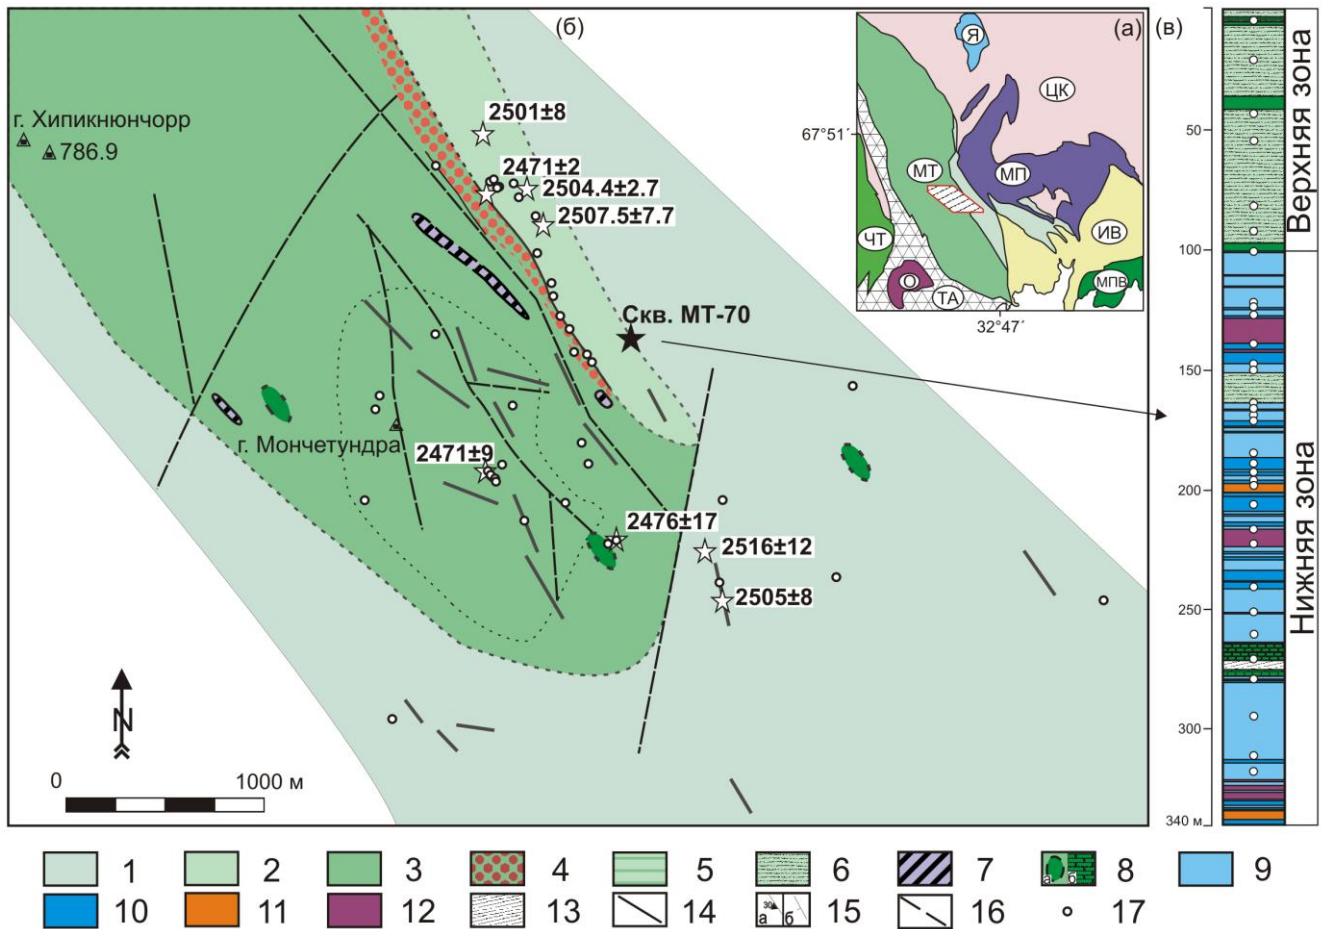 (б)
(а)
(в)
г. Хипикнюнчорр
786.9
2501±8
2471±2
2504.4±2.7
2507.5±7.7
Скв. МТ-70
г. Мончетундра
2471±9
2476±17
2516±12
2505±8
N
0 1000 м
Я
ЦК
67°51´
МТ
МП
ЧТ
ИВ
О
ТА
МПВ
32°47´
50
100
150
200
250
300
340 м
Верхняя зона
Нижняя зона
1 2 3 4 5 6 7 а б 8 9
10 11 12 13 14 30 а б 15 16 17